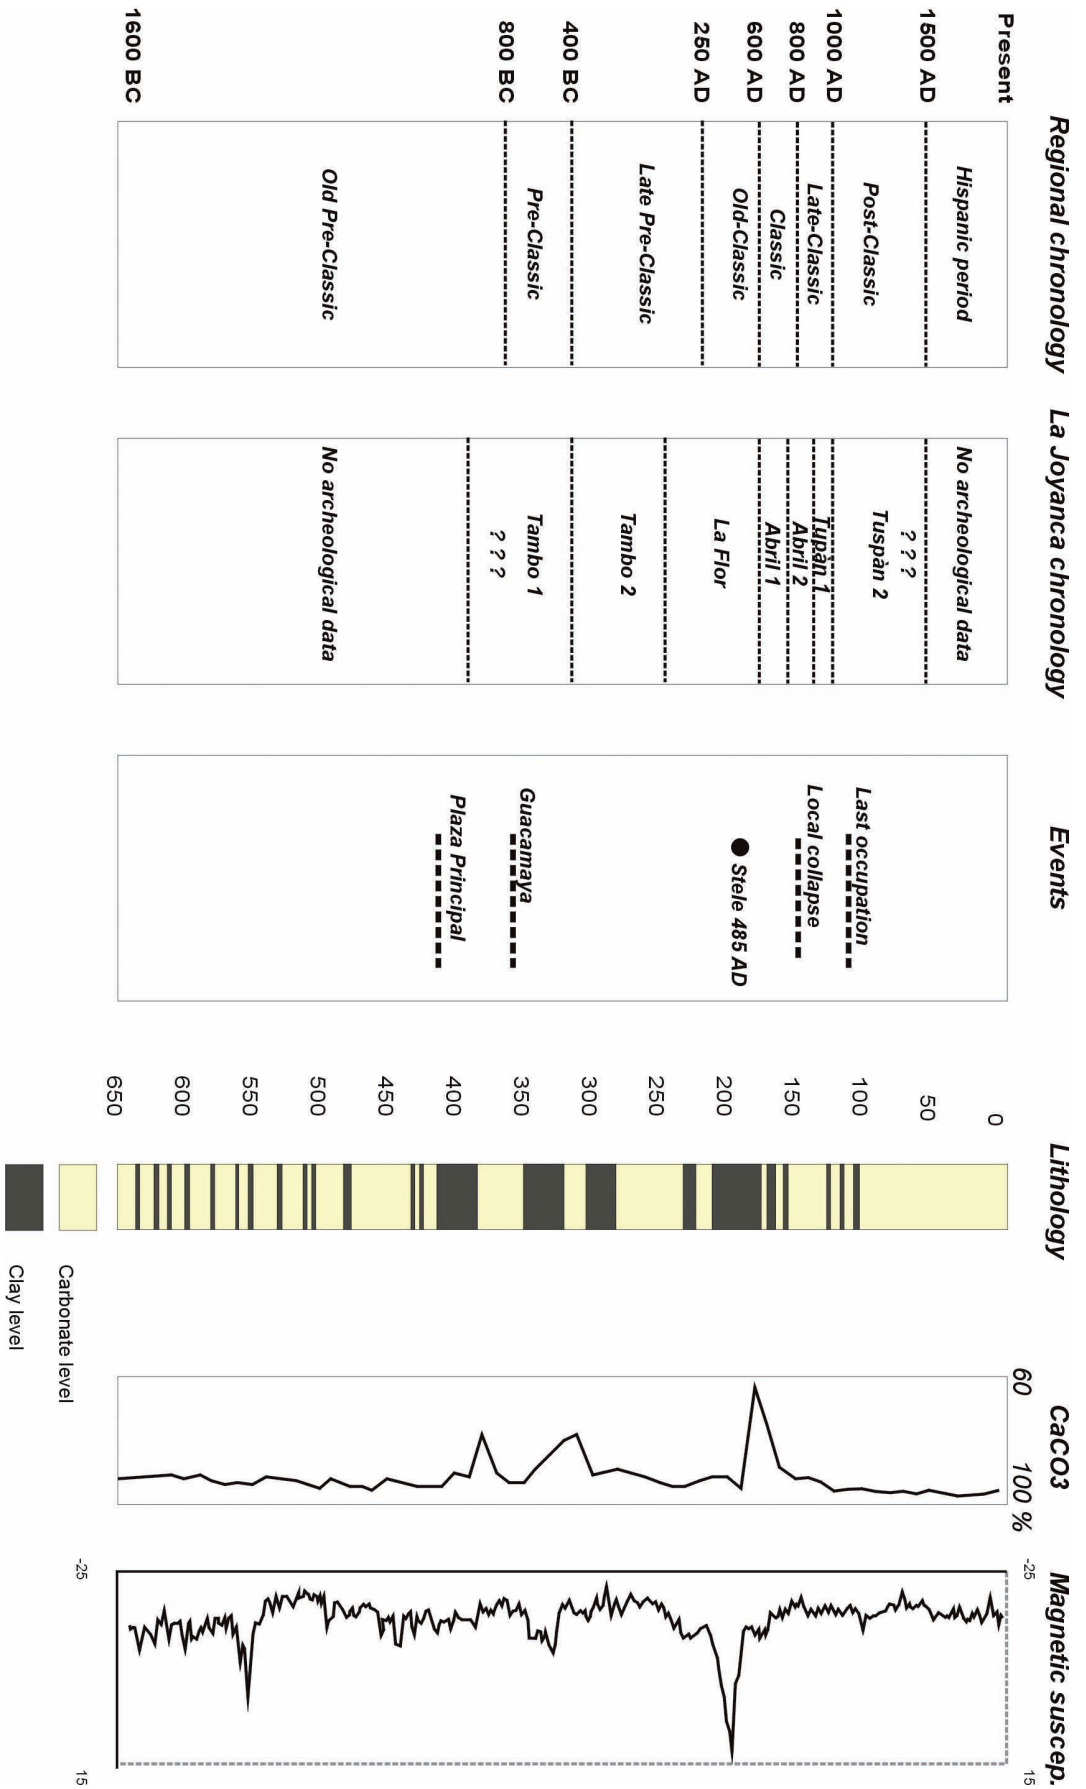 Regional chronology
Present
1500 AD
1000 AD
800 AD
600 AD
250 AD
400 BC
800 BC
1600 BC
Hispanic period
Post-Classic
Late-Classic
Classic
Old-Classic
Late Pre-Classic
Pre-Classic
Old Pre-Classic
La Joyanca chronology
No archeological data
? ? ?
Tuspàn 2
Tupàn 1
Abril 2
Abril 1
La Flor
Tambo 2
Tambo 1
? ? ?
No archeological data
Events
Last occupation
Local collapse
Stele 485 AD
Guacamaya
Plaza Principal
Lithology
0
50
100
150
200
250
300
350
400
450
500
550
600
650
Carbonate level
Clay level
CaCO3
60
100 %
Magnetic suscep.
-25
15
-25
15